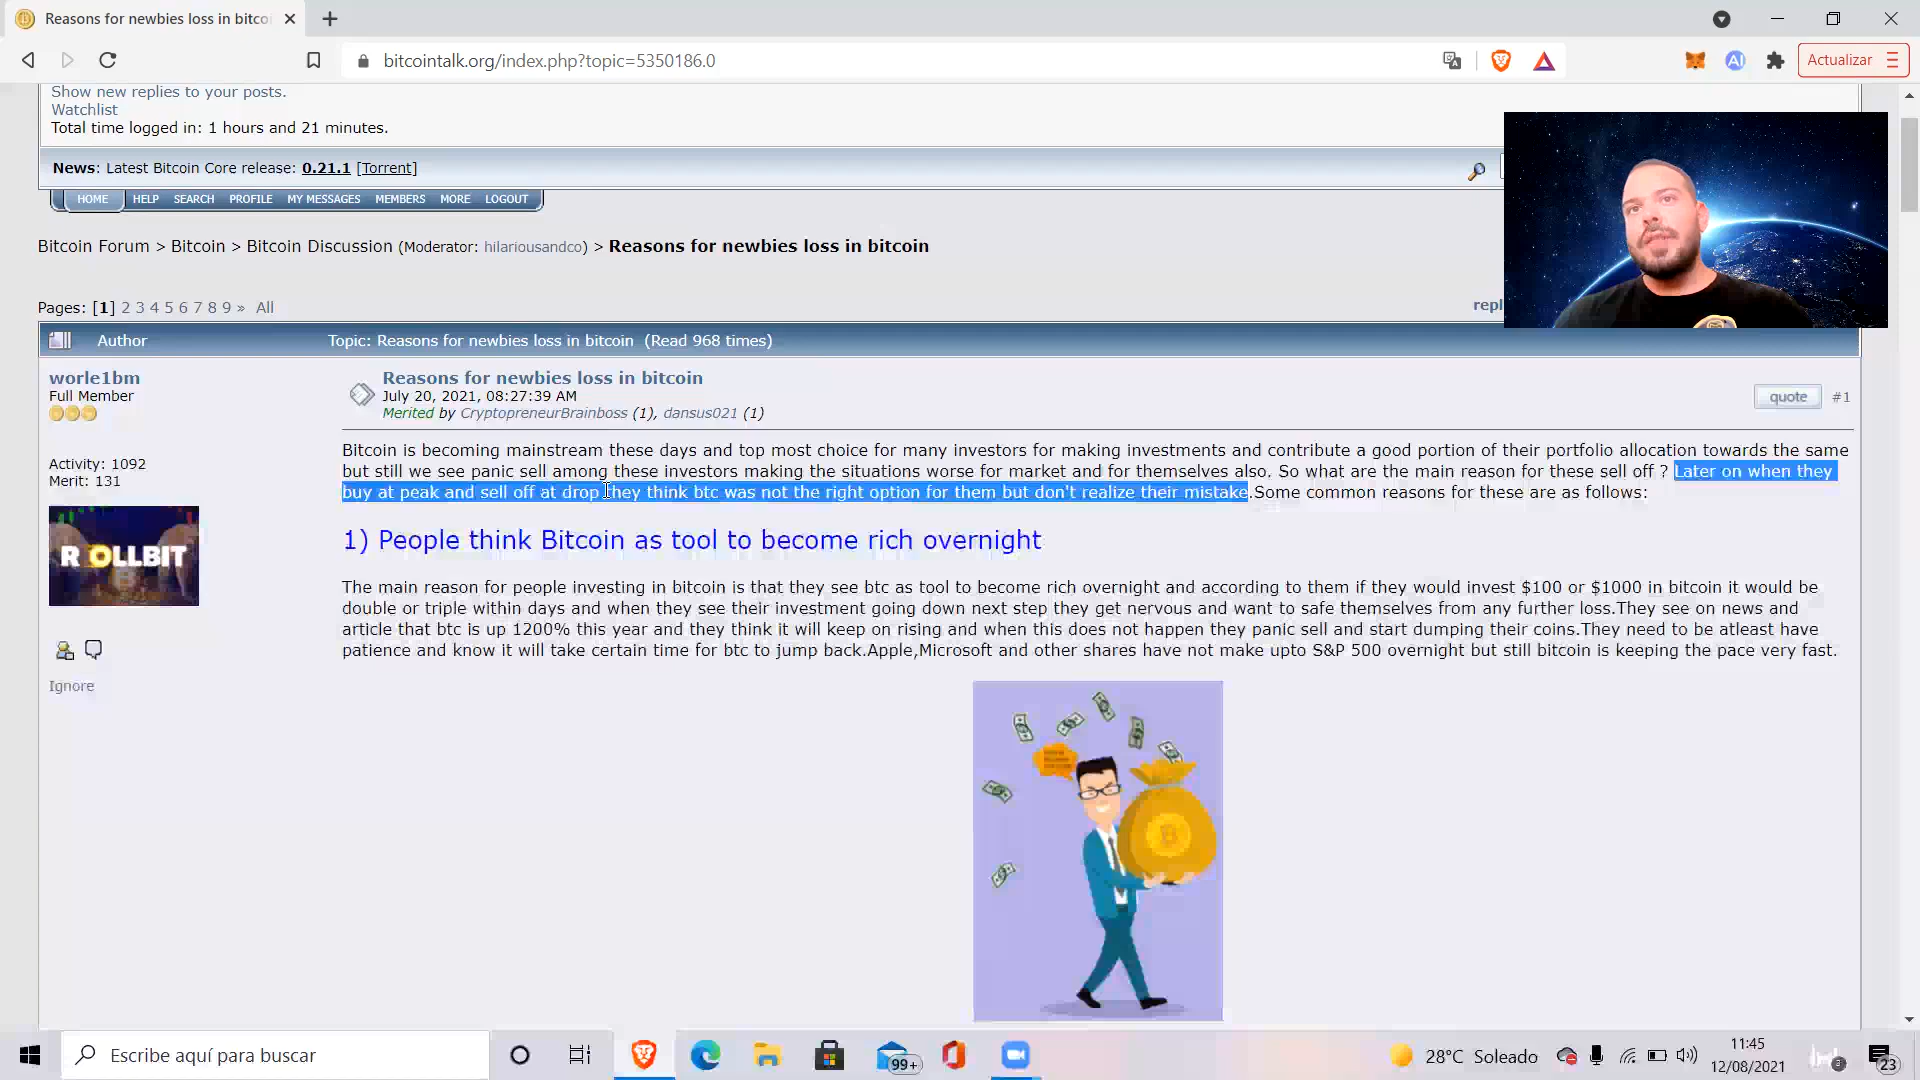 Reasons for newbies loss in bitco
bitcointalk.org/index.php?topic=5350186.0
Actualizar
Show new replies to your posts.
Watchlist
Total time logged in: 1 hours and 21 minutes.
News: Latest Bitcoin Core release: 0.21.1 [Torrent]
HOME HELP SEARCH PROFILE MY MESSAGES MEMBERS MORE LOGOUT
Bitcoin Forum > Bitcoin > Bitcoin Discussion (Moderator: hilariousandco) > Reasons for newbies loss in bitcoin
Pages: [1] 2 3 4 5 6 7 8 9 » All
repl
Author Topic: Reasons for newbies loss in bitcoin (Read 968 times)
worle1bm
Full Member
Activity: 1092
Merit: 131
ROLLBIT
Ignore
Reasons for newbies loss in bitcoin
July 20, 2021, 08:27:39 AM
Merited by CryptopreneurBrainboss (1), dansus021 (1)
quote #1
Bitcoin is becoming mainstream these days and top most choice for many investors for making investments and contribute a good portion of their portfolio allocation towards the same
but still we see panic sell among these investors making the situations worse for market and for themselves also. So what are the main reason for these sell off ? Later on when they
buy at peak and sell off at drop they think btc was not the right option for them but don't realize their mistake.Some common reasons for these are as follows:
1) People think Bitcoin as tool to become rich overnight
The main reason for people investing in bitcoin is that they see btc as tool to become rich overnight and according to them if they would invest $100 or $1000 in bitcoin it would be
double or triple within days and when they see their investment going down next step they get nervous and want to safe themselves from any further loss.They see on news and
article that btc is up 1200% this year and they think it will keep on rising and when this does not happen they panic sell and start dumping their coins.They need to be atleast have
patience and know it will take certain time for btc to jump back.Apple,Microsoft and other shares have not make upto S&P 500 overnight but still bitcoin is keeping the pace very fast.
Escribe aquí para buscar
99+
28°C Soleado
11:45
12/08/2021
3
23